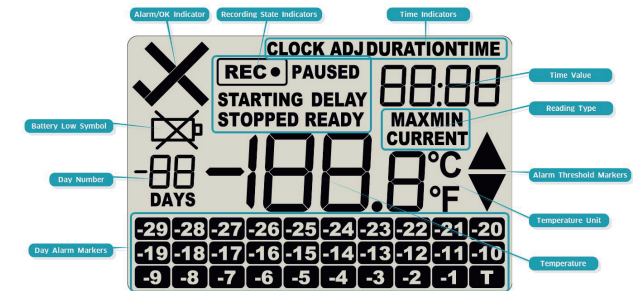 Alarm/OK Indicator
Recording State Indicators
Time Indicators
CLOCK ADJ DURATION TIME
REC● PAUSED
88:88
Time Value
STARTING DELAY
STOPPED READY
MAXMIN
Reading Type
CURRENT
Battery Low Symbol
-188.8
°C
-88
Day Number
Alarm Threshold Markers
°F
DAYS
Temperature Unit
-29 -28 -27 -26 -25 -24 -23 -22 -21 -20
Day Alarm Markers
-19 -18 -17 -16 -15 -14 -13 -12 -11 -10
Temperature
-9 -8 -7 -6 -5 -4 -3 -2 -1 T